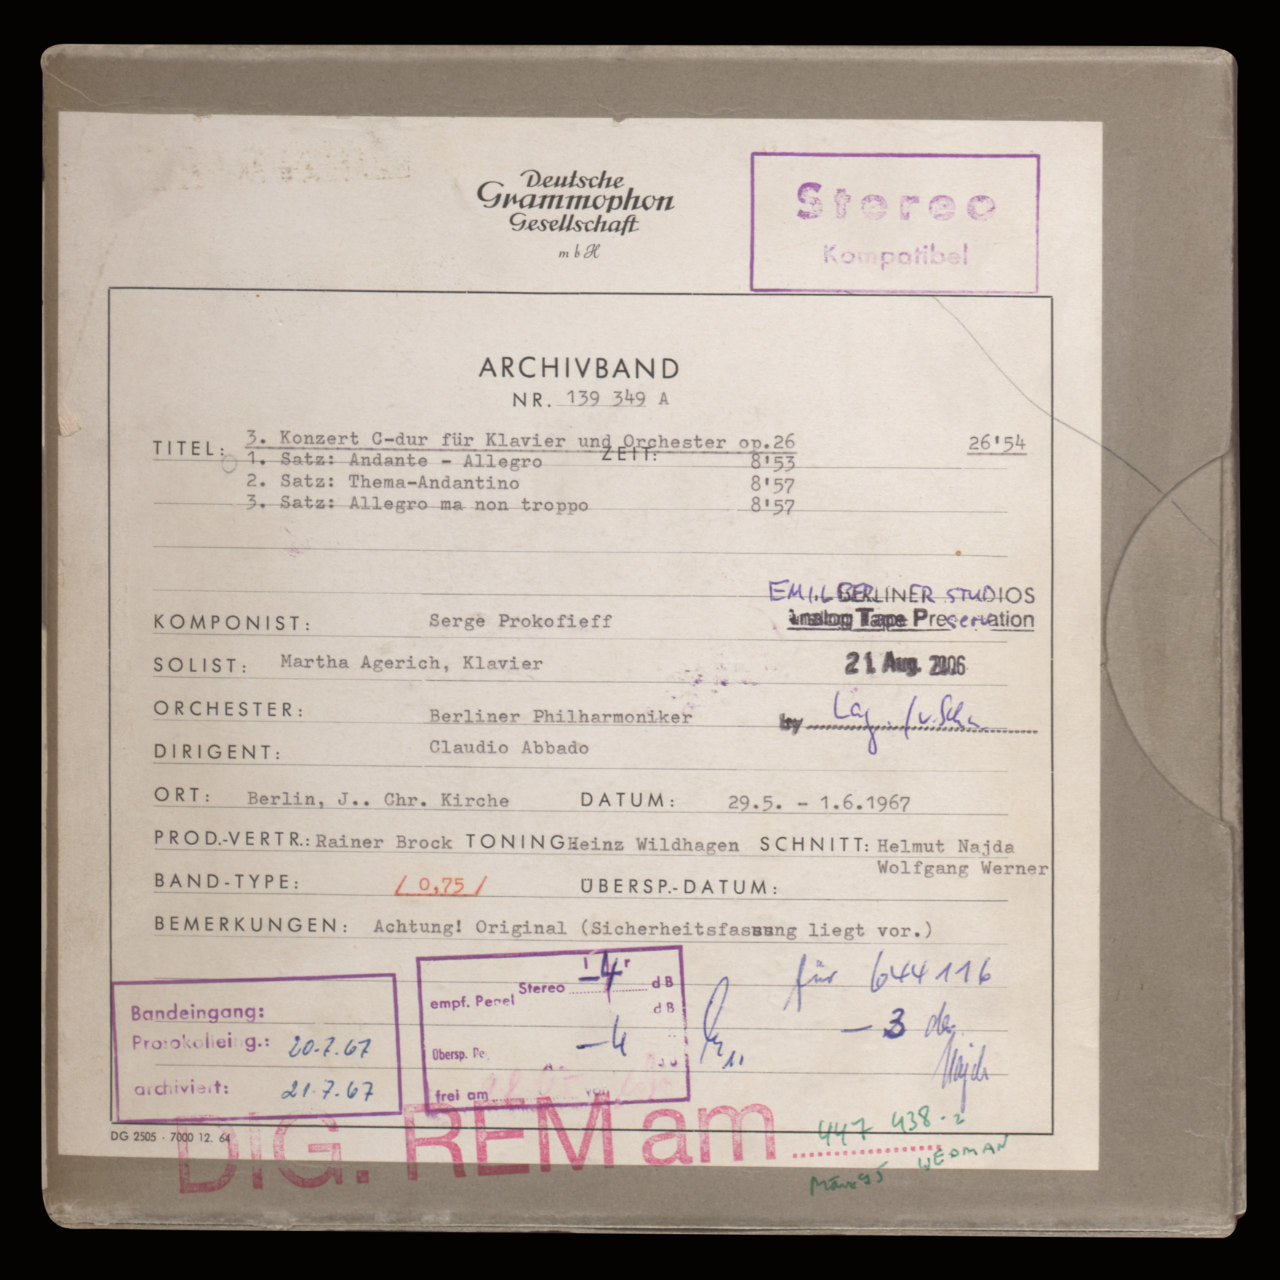 Deutsche
Grammophon
Gesellschaft
mbH
Stereo
Kompatibel
ARCHIVBAND
NR. 139 349 A
TITEL: 3. Konzert C-dur für Klavier und Orchester op.26 26'54
ZEIT:
1. Satz: Andante - Allegro 8'53
2. Satz: Thema-Andantino 8'57
3. Satz: Allegro ma non troppo 8'57
EMIL BERLINER STUDIOS
Analog Tape Preservation
KOMPONIST: Serge Prokofieff
SOLIST: Martha Agerich, Klavier
21. Aug. 2006
ORCHESTER: Berliner Philharmoniker
by
DIRIGENT: Claudio Abbado
ORT: Berlin, J.. Chr. Kirche DATUM: 29.5. - 1.6.1967
PROD.-VERTR.: Rainer Brock TONING Heinz Wildhagen SCHNITT: Helmut Najda
Wolfgang Werner
BAND-TYPE: / 0,75 / ÜBERSP.-DATUM:
BEMERKUNGEN: Achtung! Original (Sicherheitsfassung liegt vor.)
Bandeingang:
Protokolleing.: 20.7.67
archiviert: 21.7.67
Stereo -4 dB
empf. Pegel
dB
Übersp. Pe -4
frei am von
für 644116
- 3 db
Najda
DG 2505 · 7000 12. 64
DIG. REM am 447 438-2
März 95 WEDMAN